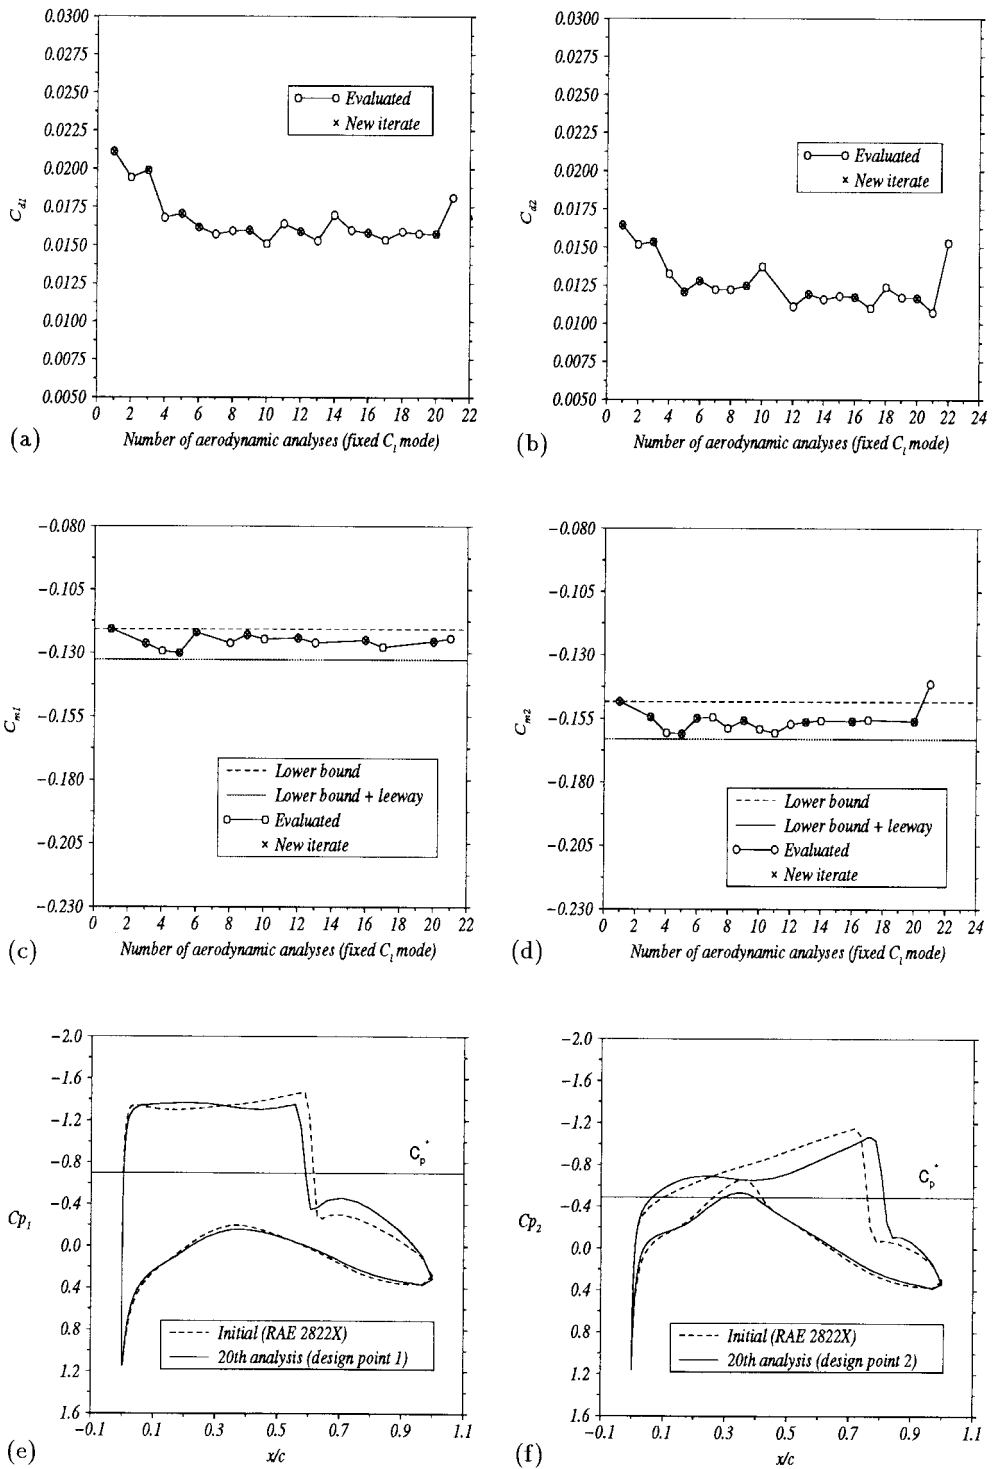 0.0300
0.0275
0.0250
0.0225
0.0200
0.0175
0.0150
0.0125
0.0100
0.0075
0.0050
C_d1
Evaluated
New iterate
0 2 4 6 8 10 12 14 16 18 20 22
(a)
Number of aerodynamic analyses (fixed C_l mode)
0.0300
0.0275
0.0250
0.0225
0.0200
0.0175
0.0150
0.0125
0.0100
0.0075
0.0050
C_d2
Evaluated
New iterate
0 2 4 6 8 10 12 14 16 18 20 22 24
(b)
Number of aerodynamic analyses (fixed C_l mode)
−0.080
−0.105
−0.130
−0.155
−0.180
−0.205
−0.230
C_m1
Lower bound
Lower bound + leeway
Evaluated
New iterate
0 2 4 6 8 10 12 14 16 18 20 22
(c)
Number of aerodynamic analyses (fixed C_l mode)
−0.080
−0.105
−0.130
−0.155
−0.180
−0.205
−0.230
C_m2
Lower bound
Lower bound + leeway
Evaluated
New iterate
0 2 4 6 8 10 12 14 16 18 20 22 24
(d)
Number of aerodynamic analyses (fixed C_l mode)
−2.0
−1.6
−1.2
−0.8
−0.4
0.0
0.4
0.8
1.2
1.6
Cp_1
C_p^*
Initial (RAE 2822X)
20th analysis (design point 1)
−0.1 0.1 0.3 0.5 0.7 0.9 1.1
(e)
x/c
−2.0
−1.6
−1.2
−0.8
−0.4
0.0
0.4
0.8
1.2
1.6
Cp_2
C_p^*
Initial (RAE 2822X)
20th analysis (design point 2)
−0.1 0.1 0.3 0.5 0.7 0.9 1.1
(f)
x/c